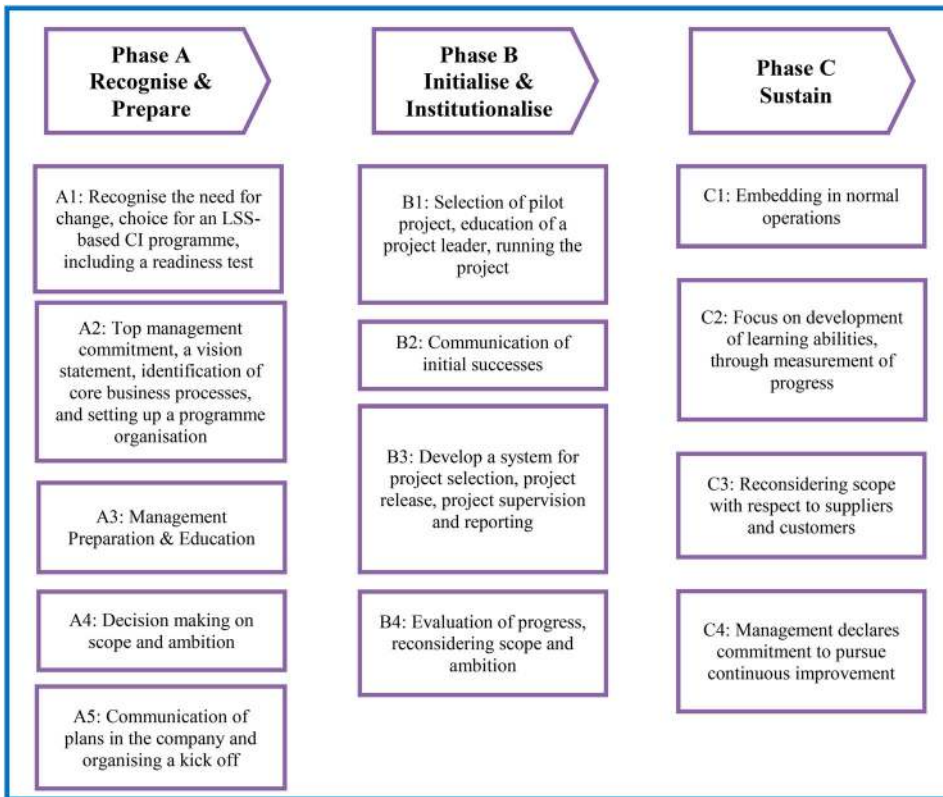 Phase A
Recognise &
Prepare
A1: Recognise the need for
change, choice for an LSS-
based CI programme,
including a readiness test
A2: Top management
commitment, a vision
statement, identification of
core business processes,
and setting up a programme
organisation
A3: Management
Preparation & Education
A4: Decision making on
scope and ambition
A5: Communication of
plans in the company and
organising a kick off
Phase B
Initialise &
Institutionalise
B1: Selection of pilot
project, education of a
project leader, running the
project
B2: Communication of
initial successes
B3: Develop a system for
project selection, project
release, project supervision
and reporting
B4: Evaluation of progress,
reconsidering scope and
ambition
Phase C
Sustain
C1: Embedding in normal
operations
C2: Focus on development
of learning abilities,
through measurement of
progress
C3: Reconsidering scope
with respect to suppliers
and customers
C4: Management declares
commitment to pursue
continuous improvement